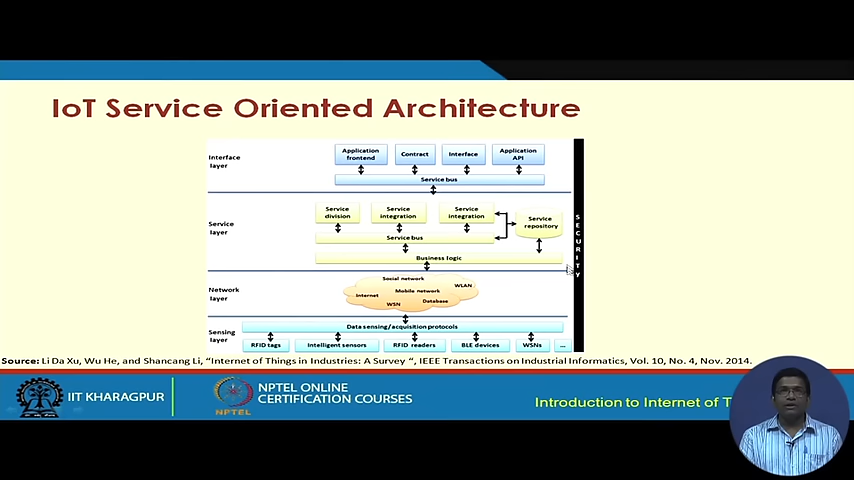 IoT Service Oriented Architecture
Interface layer
Application frontend
Contract
Interface
Application API
Service bus
Service layer
Service division
Service integration
Service integration
Service repository
Service bus
Business logic
SECURITY
Network layer
Social network
WLAN
Internet
Mobile network
WSN
Database
Sensing layer
Data sensing/acquisition protocols
RFID tags
Intelligent sensors
RFID readers
BLE devices
WSNs
...
Source: Li Da Xu, Wu He, and Shancang Li, "Internet of Things in Industries: A Survey ", IEEE Transactions on Industrial Informatics, Vol. 10, No. 4, Nov. 2014.
IIT KHARAGPUR
NPTEL
NPTEL ONLINE
CERTIFICATION COURSES
Introduction to Internet of T